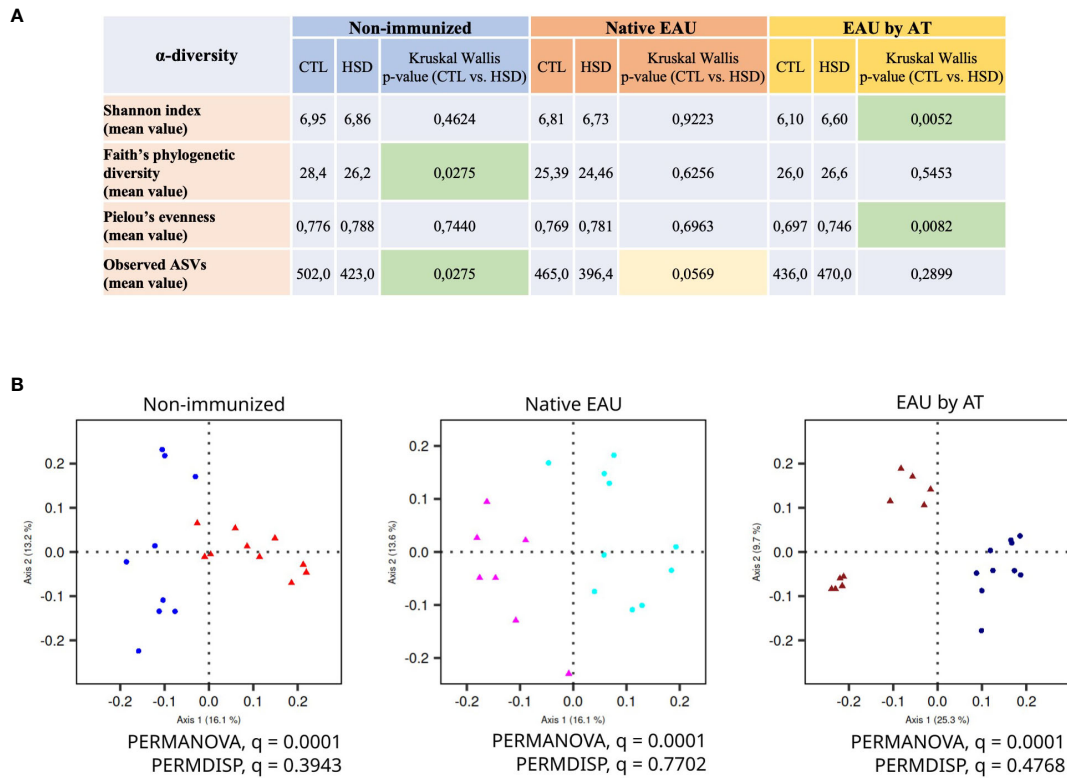 A
α-diversity
Non-immunized
Native EAU
EAU by AT
CTL HSD Kruskal Wallis p-value (CTL vs. HSD) CTL HSD Kruskal Wallis p-value (CTL vs. HSD) CTL HSD Kruskal Wallis p-value (CTL vs. HSD)
Shannon index
(mean value)
6,95 6,86 0,4624 6,81 6,73 0,9223 6,10 6,60 0,0052
Faith's phylogenetic
diversity
(mean value)
28,4 26,2 0,0275 25,39 24,46 0,6256 26,0 26,6 0,5453
Pielou's evenness
(mean value)
0,776 0,788 0,7440 0,769 0,781 0,6963 0,697 0,746 0,0082
Observed ASVs
(mean value)
502,0 423,0 0,0275 465,0 396,4 0,0569 436,0 470,0 0,2899
B
Non-immunized
Axis 2 (13.2 %)
0.2
0.1
0.0
-0.1
-0.2
-0.2 -0.1 0.0 0.1 0.2
Axis 1 (16.1 %)
PERMANOVA, q = 0.0001
PERMDISP, q = 0.3943
Native EAU
Axis 2 (13.6 %)
0.2
0.1
0.0
-0.1
-0.2
-0.2 -0.1 0.0 0.1 0.2
Axis 1 (16.1 %)
PERMANOVA, q = 0.0001
PERMDISP, q = 0.7702
EAU by AT
Axis 2 (9.7 %)
0.2
0.1
0.0
-0.1
-0.2
-0.2 -0.1 0.0 0.1 0.2
Axis 1 (25.3 %)
PERMANOVA, q = 0.0001
PERMDISP, q = 0.4768